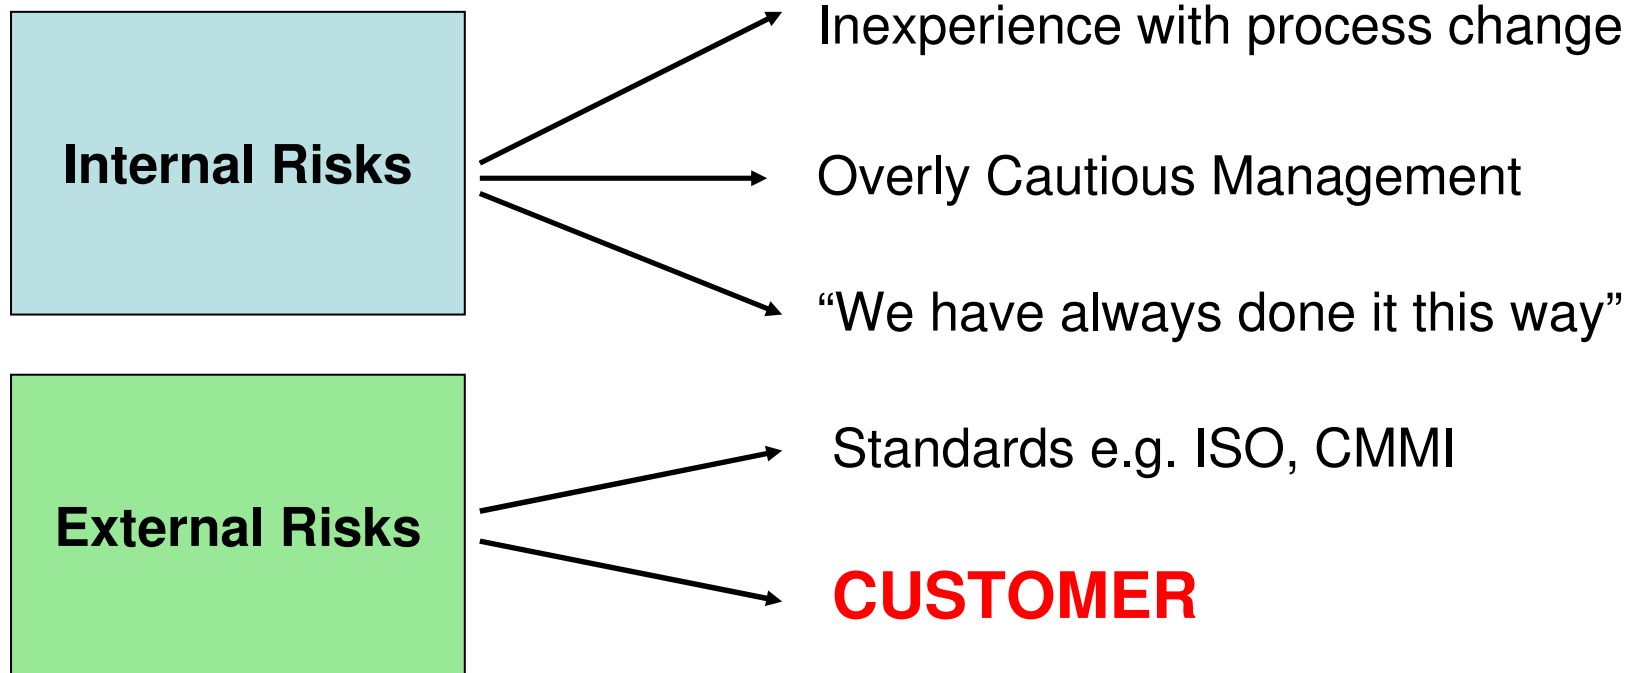 Internal Risks
Inexperience with process change
Overly Cautious Management
“We have always done it this way”
External Risks
Standards e.g. ISO, CMMI
CUSTOMER